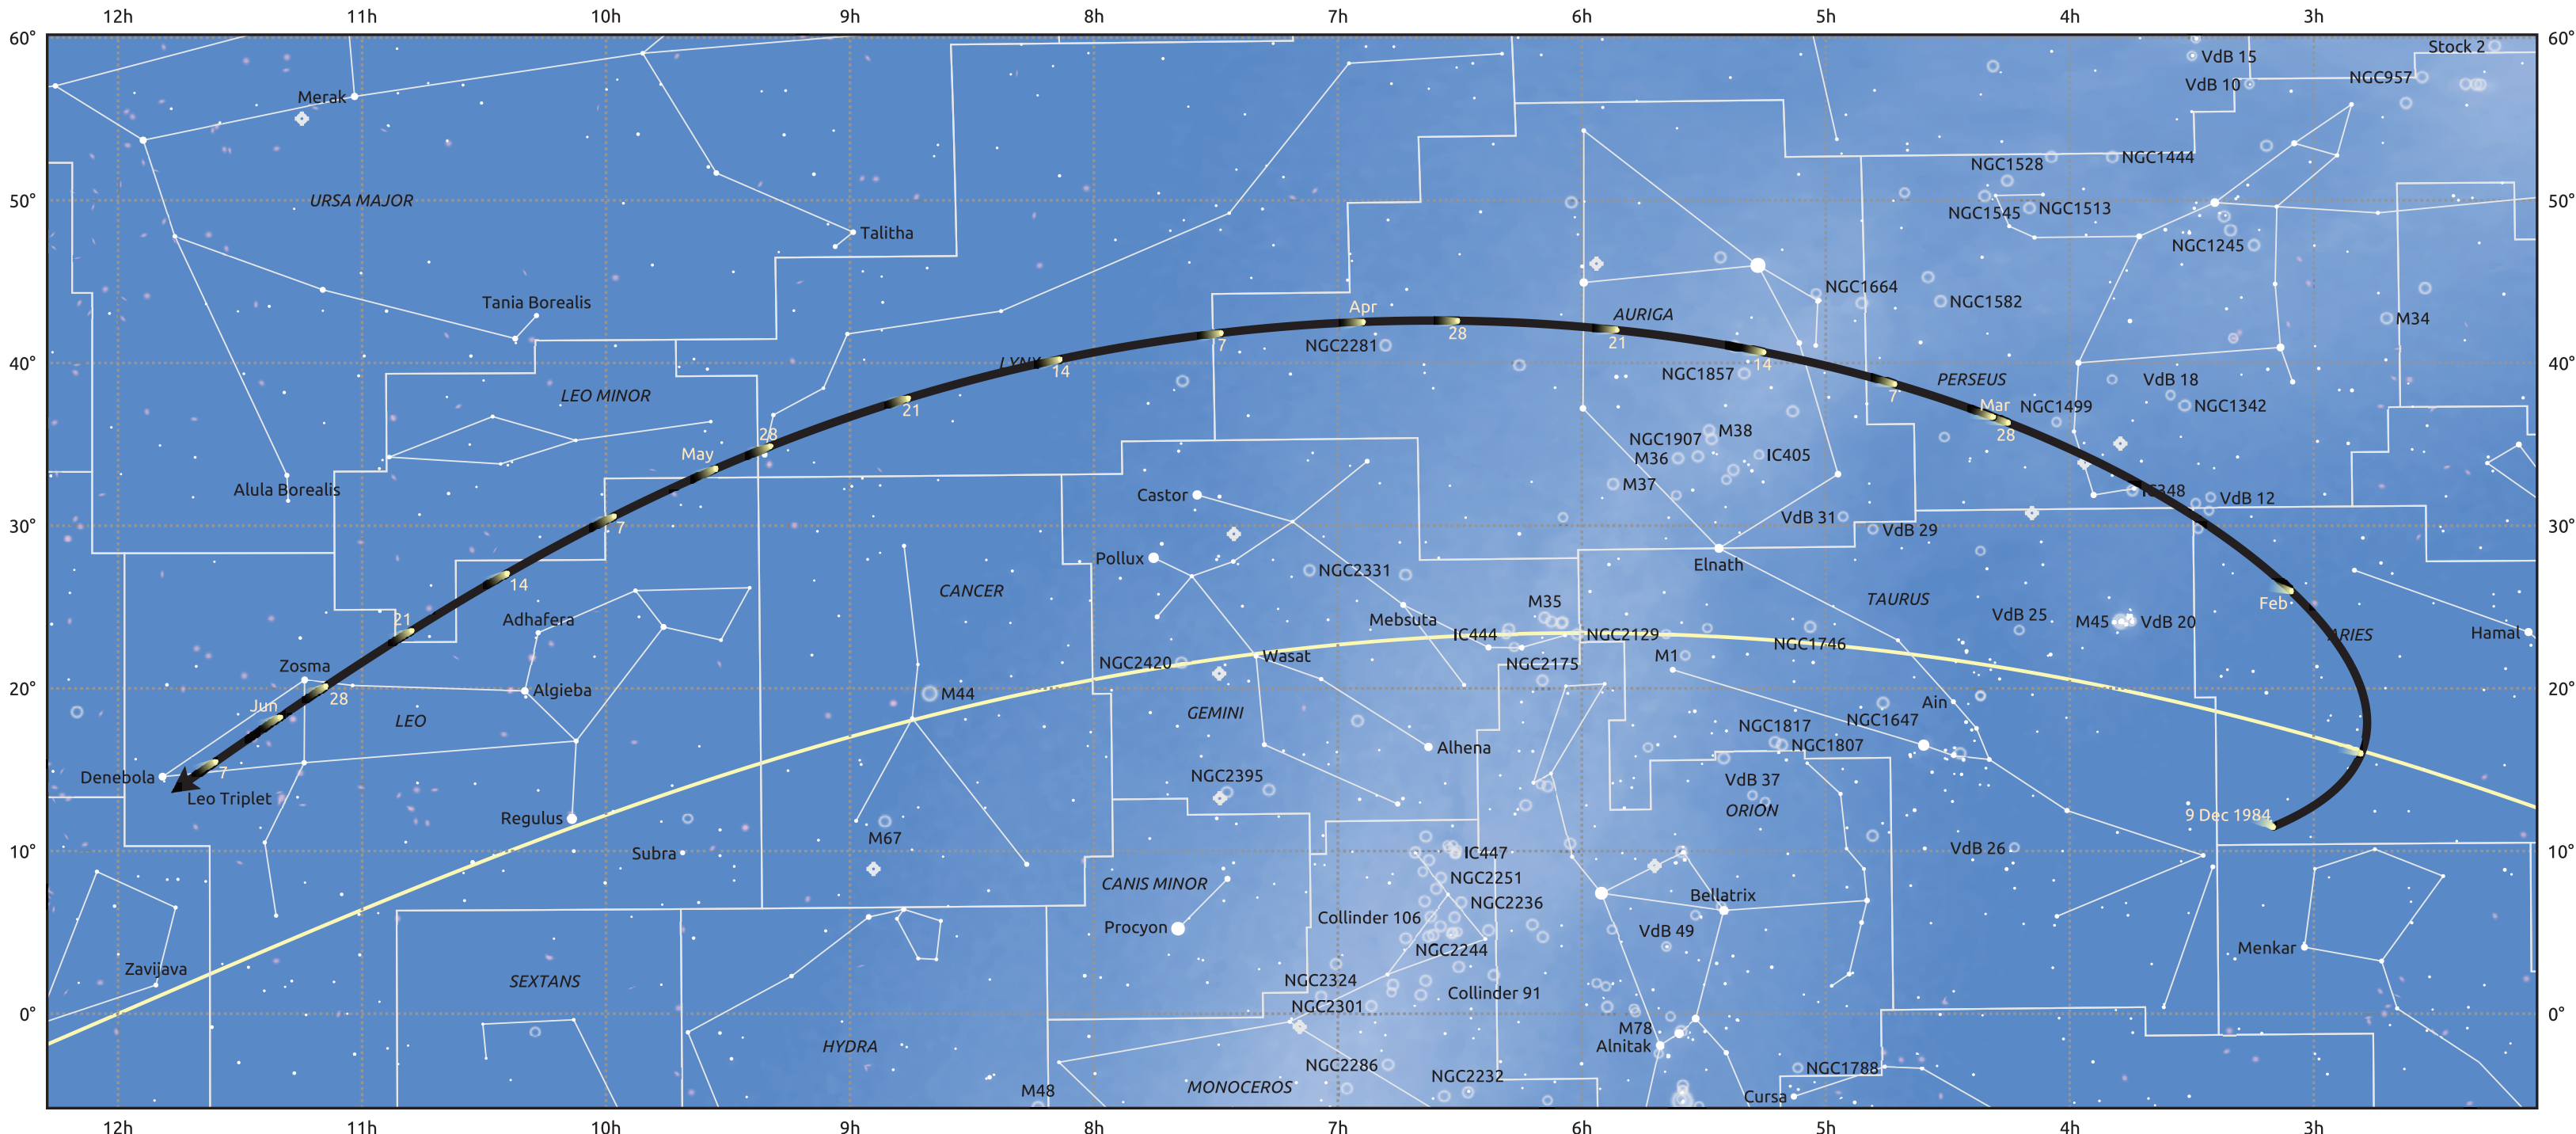 12h 11h 10h 9h 8h 7h 6h 5h 4h 3h
60° 60°
Stock 2
VdB 15
NGC957
VdB 10
Merak
NGC1528
NGC1444
URSA MAJOR
50° 50°
NGC1545
NGC1513
Talitha
NGC1245
NGC1664
Tania Borealis
NGC1582
Apr
AURIGA
M34
7
28
21
NGC2281
40° 40°
LYNX
14
14
NGC1857
PERSEUS
VdB 18
7
LEO MINOR
21
Mar
NGC1499
NGC1342
28
28
M38
NGC1907
May
M36
IC405
M37
Alula Borealis
Castor
IC348
VdB 12
7
VdB 31
30° 30°
VdB 29
Pollux
Elnath
NGC2331
14
CANCER
TAURUS
M35
Feb
21
Adhafera
Mebsuta
VdB 25
M45
VdB 20
IC444
NGC2129
ARIES
Hamal
NGC1746
Zosma
NGC2420
Wasat
NGC2175
M1
28
Algieba
M44
20° 20°
Jun
LEO
GEMINI
Ain
NGC1647
NGC1817
NGC1807
Alhena
7
Denebola
NGC2395
VdB 37
Leo Triplet
ORION
9 Dec 1984
Regulus
M67
Subra
10° 10°
IC447
VdB 26
CANIS MINOR
NGC2251
Bellatrix
NGC2236
Collinder 106
Procyon
VdB 49
NGC2244
Menkar
Zavijava
SEXTANS
NGC2324
Collinder 91
NGC2301
0° 0°
M78
HYDRA
Alnitak
NGC2286
NGC1788
NGC2232
M48
MONOCEROS
Cursa
12h 11h 10h 9h 8h 7h 6h 5h 4h 3h